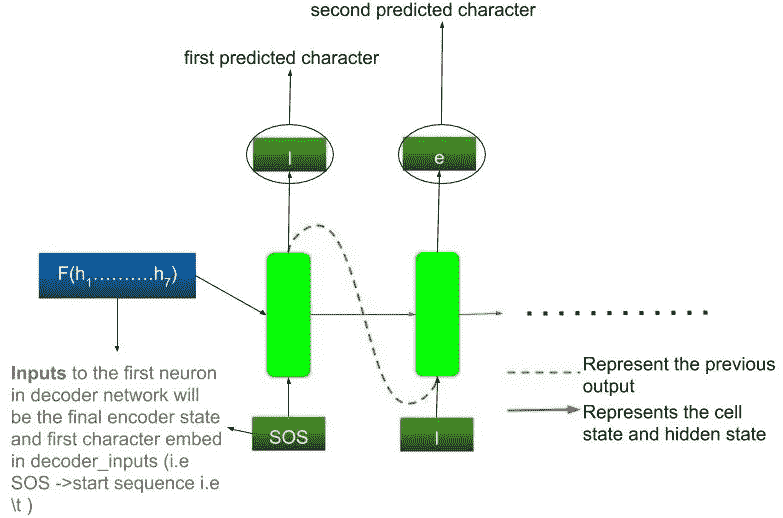 second predicted character
first predicted character
l
e
F(h1..........h7)
Inputs to the first neuron
in decoder network will
be the final encoder state
and first character embed
in decoder_inputs (i.e
SOS ->start sequence i.e
\t )
SOS
l
Represent the previous
output
Represents the cell
state and hidden state